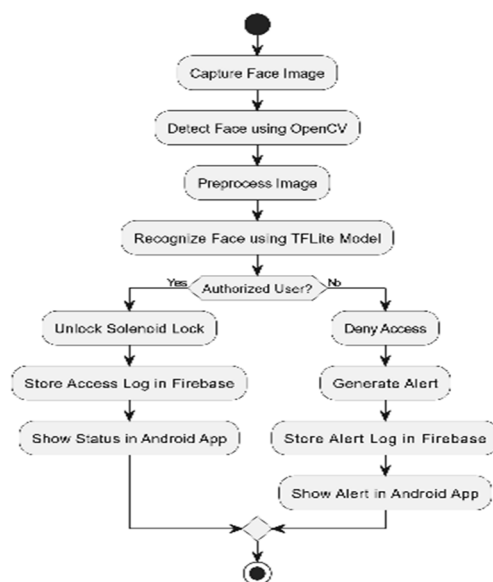 Capture Face Image
Detect Face using OpenCV
Preprocess Image
Recognize Face using TFLite Model
Yes
Authorized User?
No
Unlock Solenoid Lock
Deny Access
Store Access Log in Firebase
Generate Alert
Show Status in Android App
Store Alert Log in Firebase
Show Alert in Android App